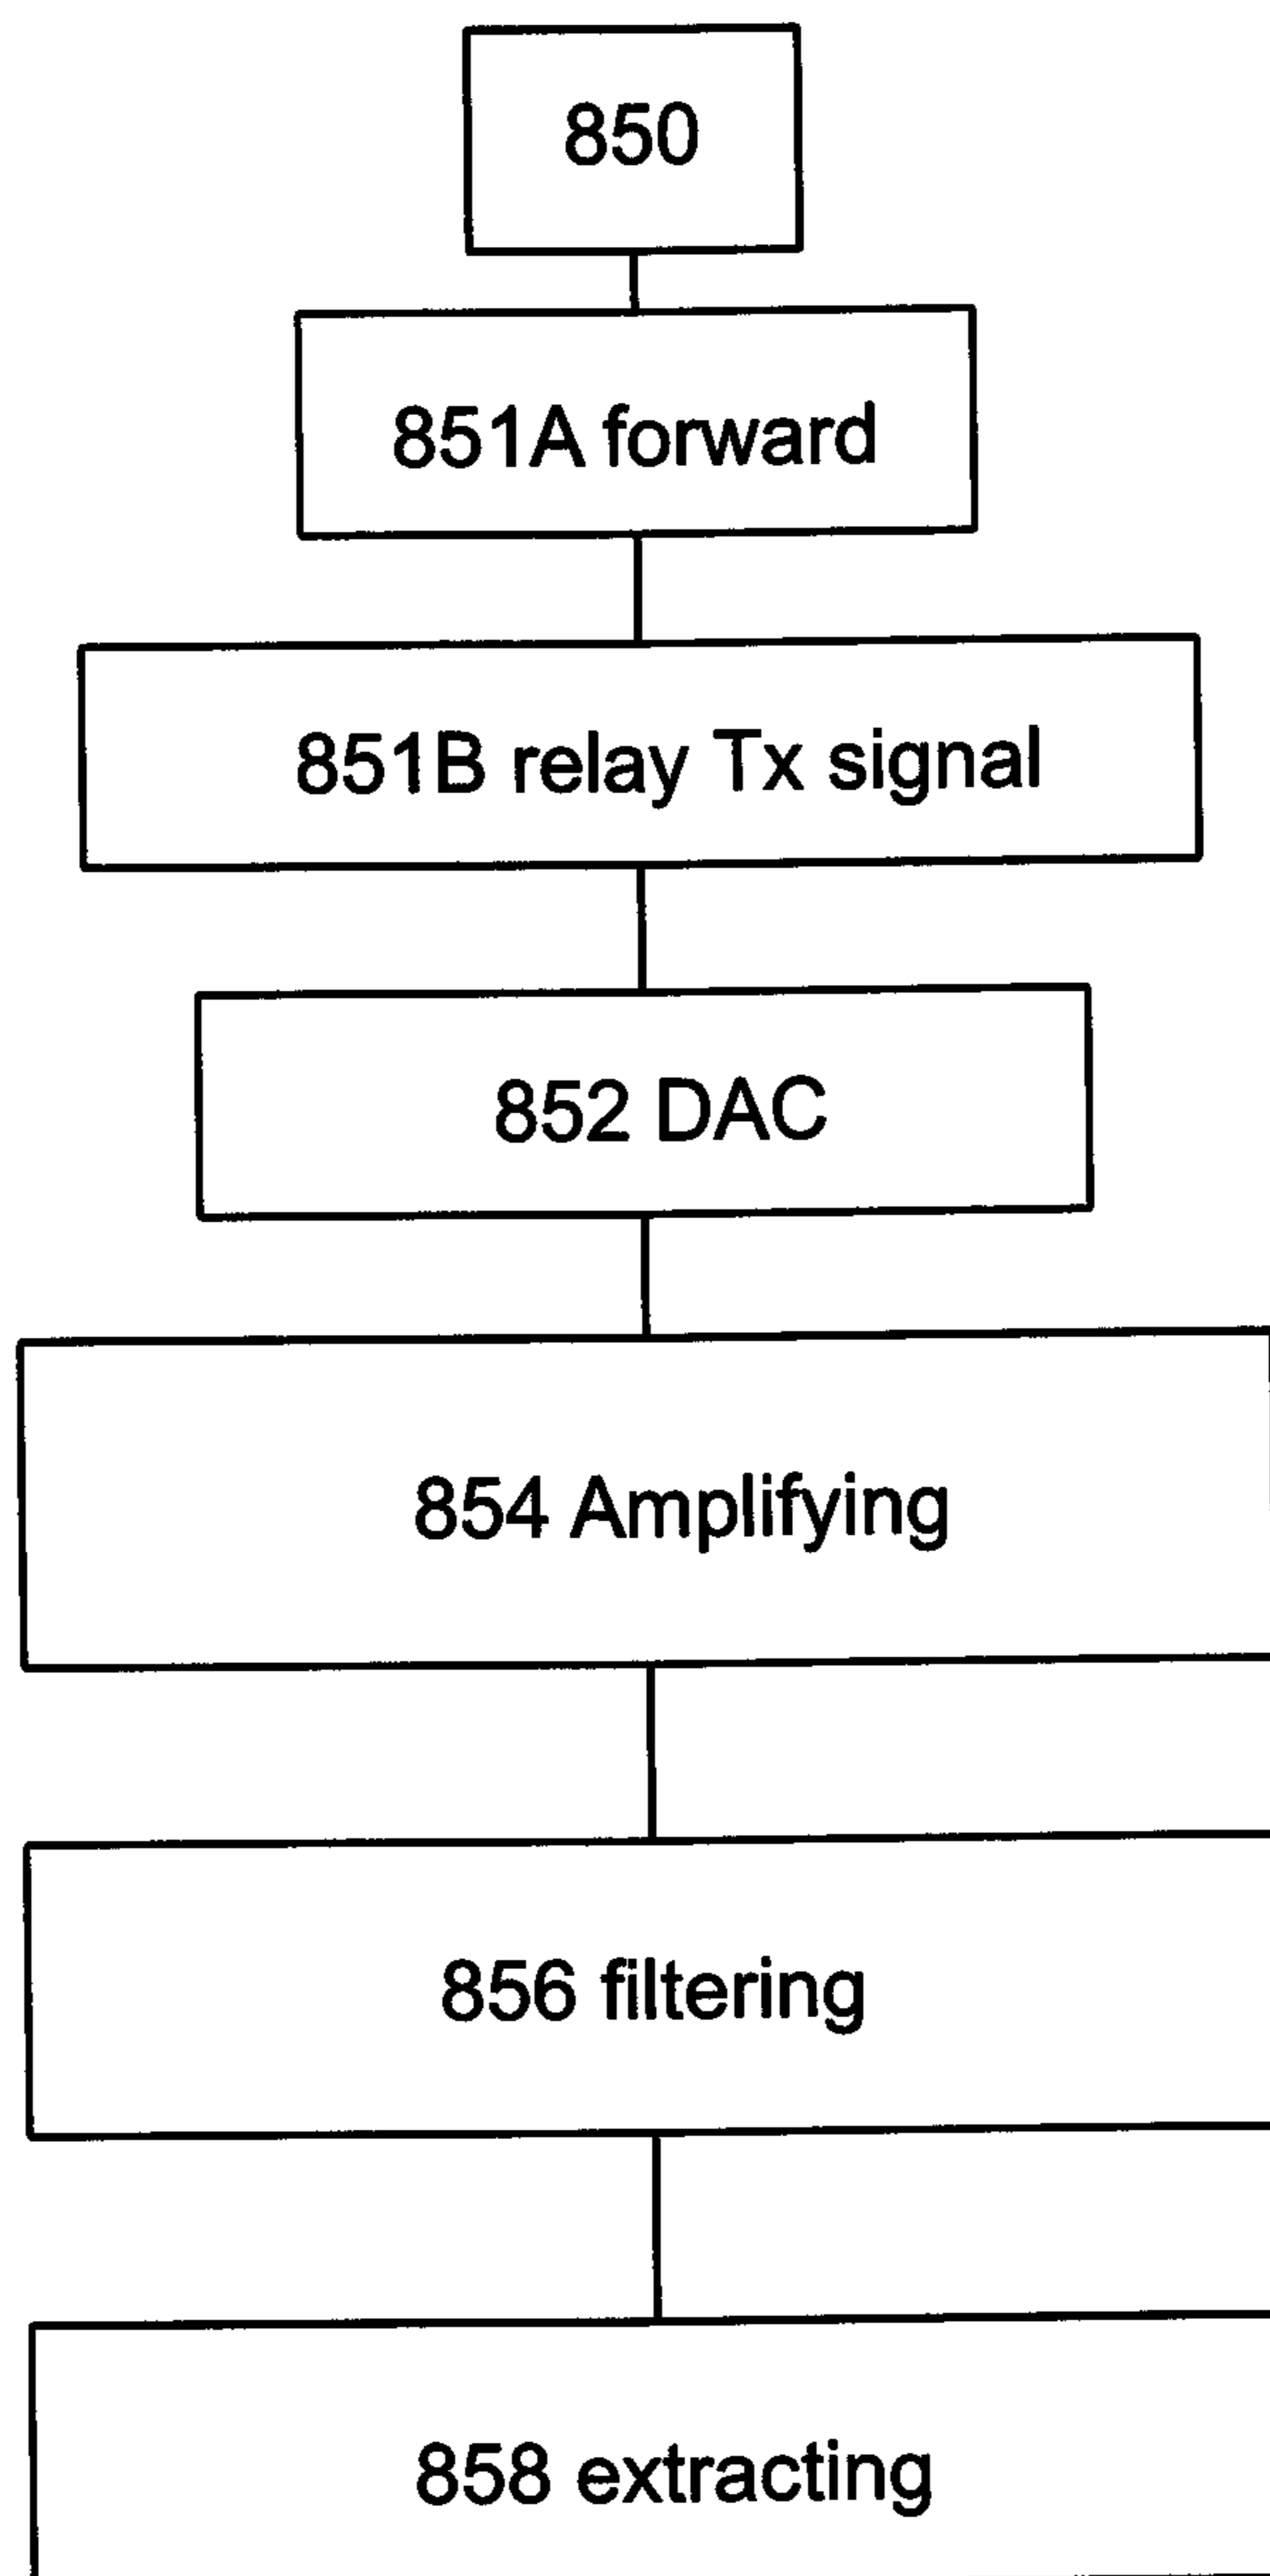 850
851A forward
851B relay Tx signal
852 DAC
854 Amplifying
856 filtering
858 extracting